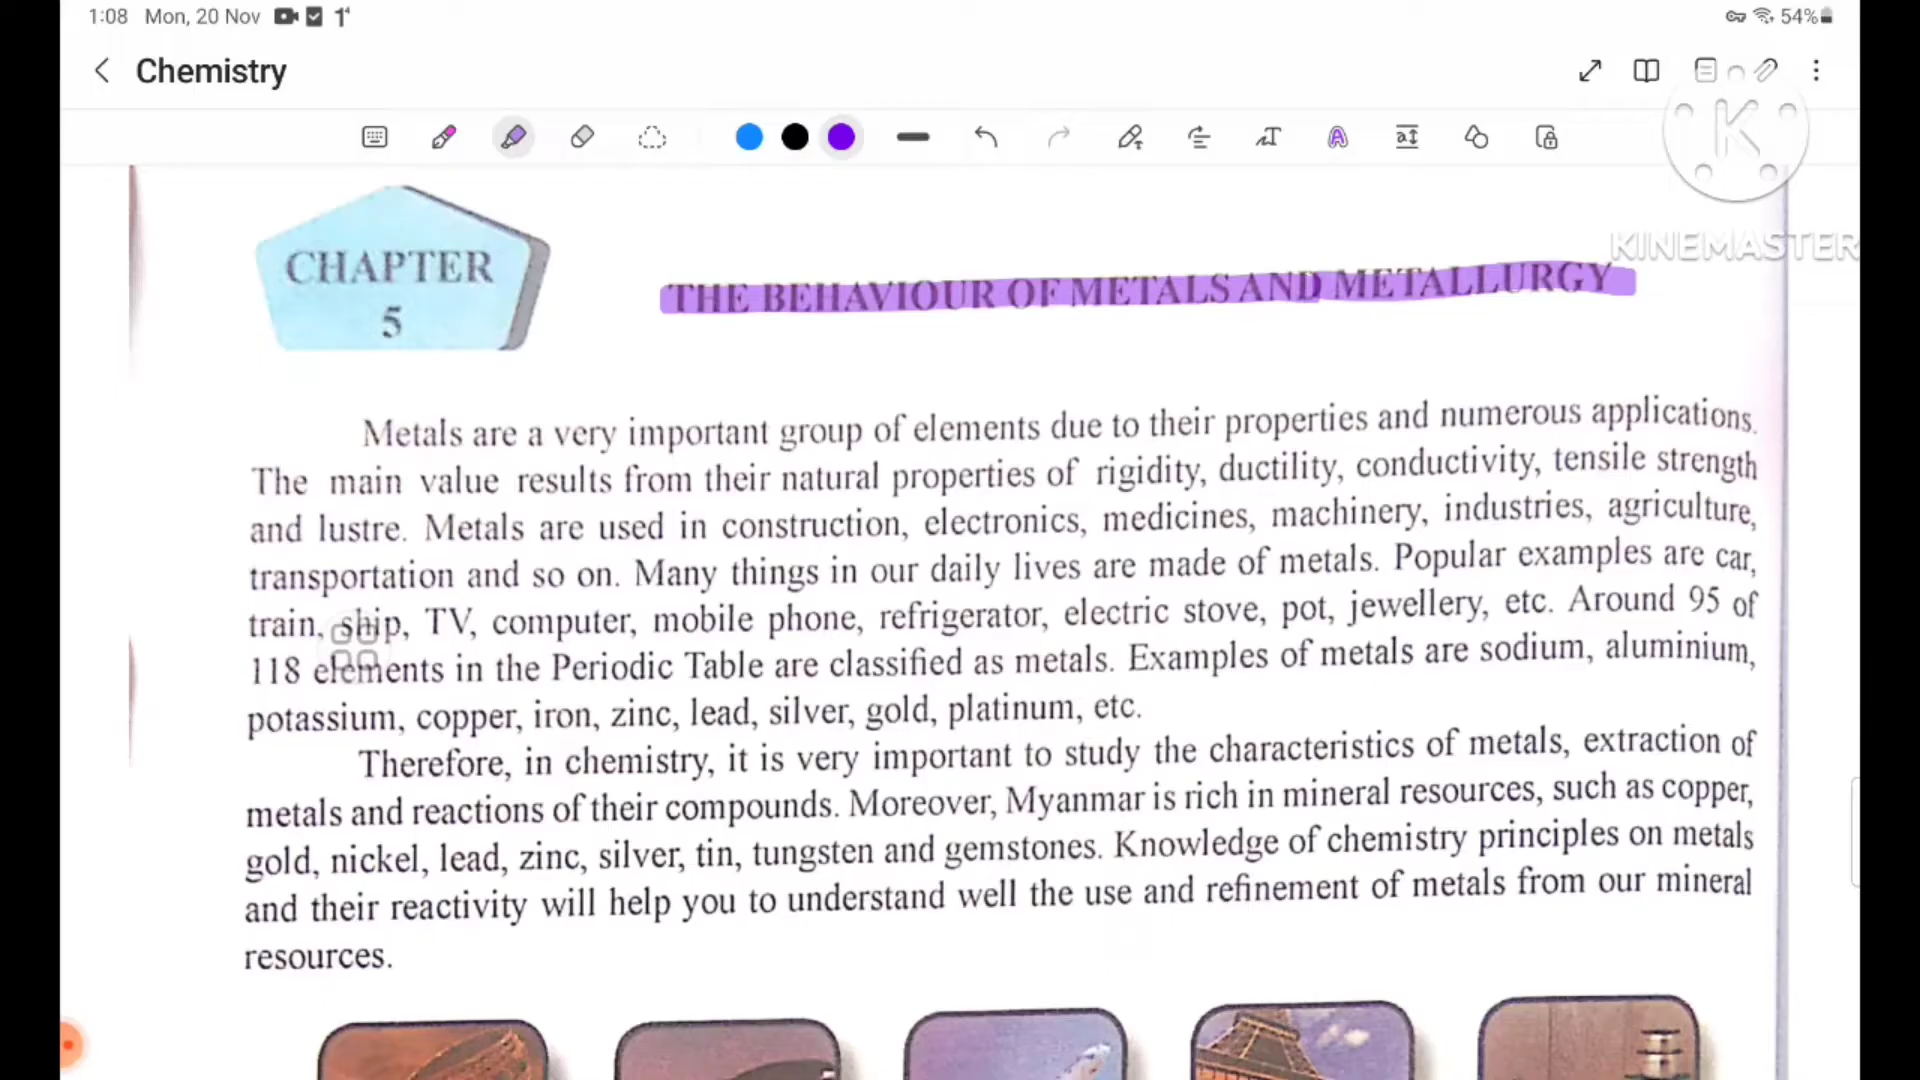 1:08 Mon, 20 Nov
54%
Chemistry
KINEMASTER
CHAPTER
5
THE BEHAVIOUR OF METALS AND METALLURGY
Metals are a very important group of elements due to their properties and numerous applications.
The main value results from their natural properties of rigidity, ductility, conductivity, tensile strength
and lustre. Metals are used in construction, electronics, medicines, machinery, industries, agriculture,
transportation and so on. Many things in our daily lives are made of metals. Popular examples are car,
train, ship, TV, computer, mobile phone, refrigerator, electric stove, pot, jewellery, etc. Around 95 of
118 elements in the Periodic Table are classified as metals. Examples of metals are sodium, aluminium,
potassium, copper, iron, zinc, lead, silver, gold, platinum, etc.
Therefore, in chemistry, it is very important to study the characteristics of metals, extraction of
metals and reactions of their compounds. Moreover, Myanmar is rich in mineral resources, such as copper,
gold, nickel, lead, zinc, silver, tin, tungsten and gemstones. Knowledge of chemistry principles on metals
and their reactivity will help you to understand well the use and refinement of metals from our mineral
resources.